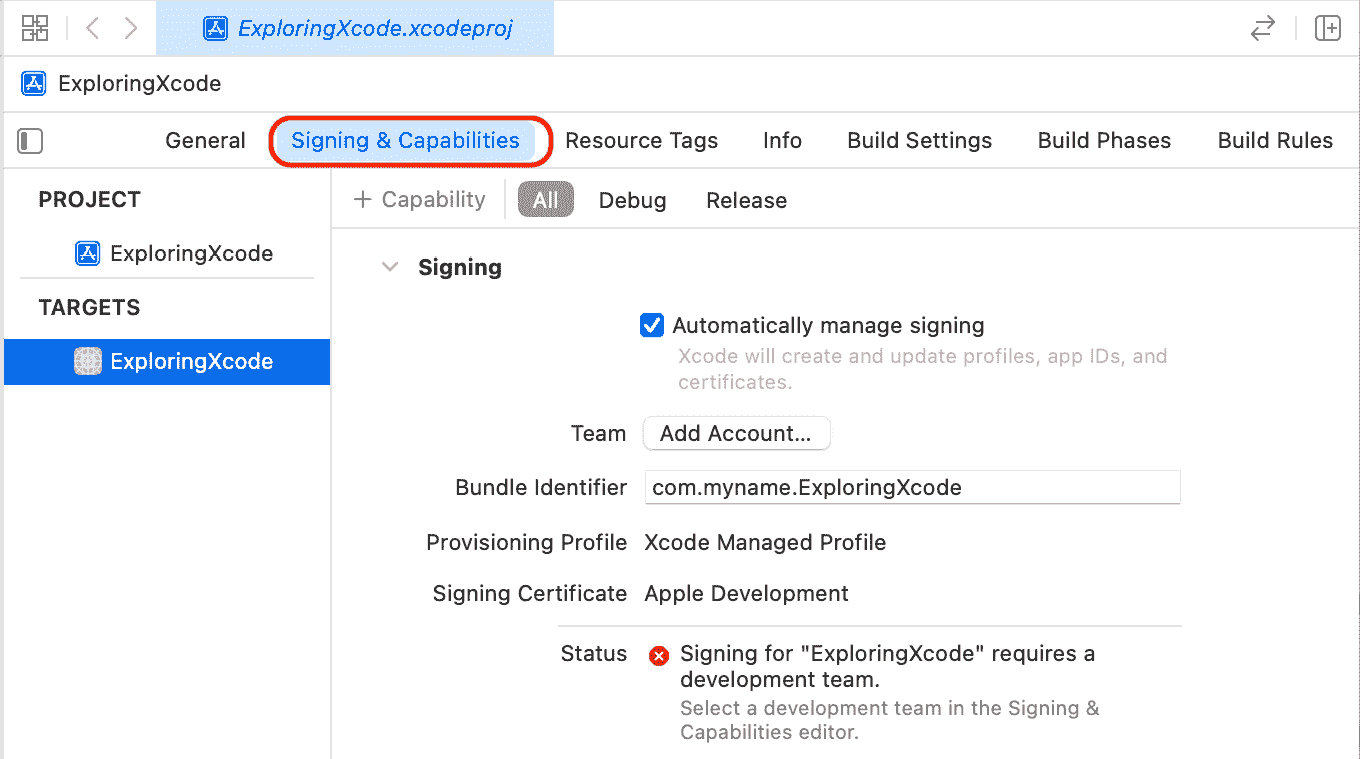 ExploringXcode.xcodeproj
ExploringXcode
General Signing & Capabilities Resource Tags Info Build Settings Build Phases Build Rules
PROJECT
+ Capability All Debug Release
ExploringXcode
Signing
TARGETS
ExploringXcode
Automatically manage signing
Xcode will create and update profiles, app IDs, and
certificates.
Team Add Account...
Bundle Identifier com.myname.ExploringXcode
Provisioning Profile Xcode Managed Profile
Signing Certificate Apple Development
Status Signing for "ExploringXcode" requires a
development team.
Select a development team in the Signing &
Capabilities editor.